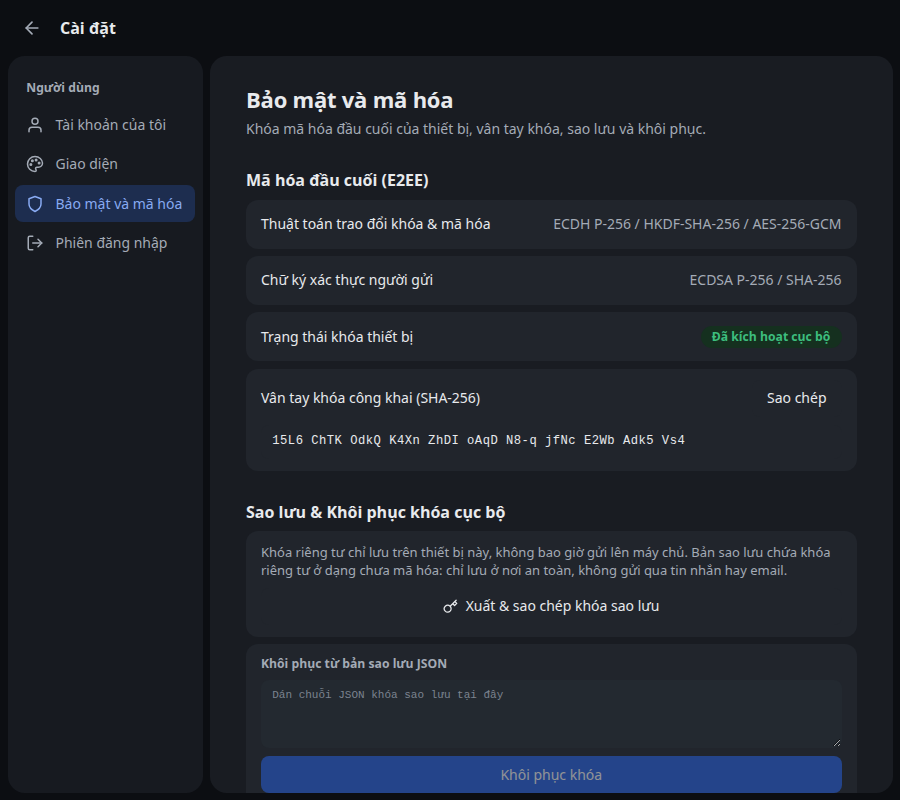 Cài đặt
Người dùng
Tài khoản của tôi
Giao diện
Bảo mật và mã hóa
Phiên đăng nhập
Bảo mật và mã hóa
Khóa mã hóa đầu cuối của thiết bị, vân tay khóa, sao lưu và khôi phục.
Mã hóa đầu cuối (E2EE)
Thuật toán trao đổi khóa & mã hóa ECDH P-256 / HKDF-SHA-256 / AES-256-GCM
Chữ ký xác thực người gửi ECDSA P-256 / SHA-256
Trạng thái khóa thiết bị Đã kích hoạt cục bộ
Vân tay khóa công khai (SHA-256) Sao chép
15L6 ChTK OdkQ K4Xn ZhDI oAqD N8-q jfNc E2Wb Adk5 Vs4
Sao lưu & Khôi phục khóa cục bộ
Khóa riêng tư chỉ lưu trên thiết bị này, không bao giờ gửi lên máy chủ. Bản sao lưu chứa khóa
riêng tư ở dạng chưa mã hóa: chỉ lưu ở nơi an toàn, không gửi qua tin nhắn hay email.
Xuất & sao chép khóa sao lưu
Khôi phục từ bản sao lưu JSON
Dán chuỗi JSON khóa sao lưu tại đây
Khôi phục khóa